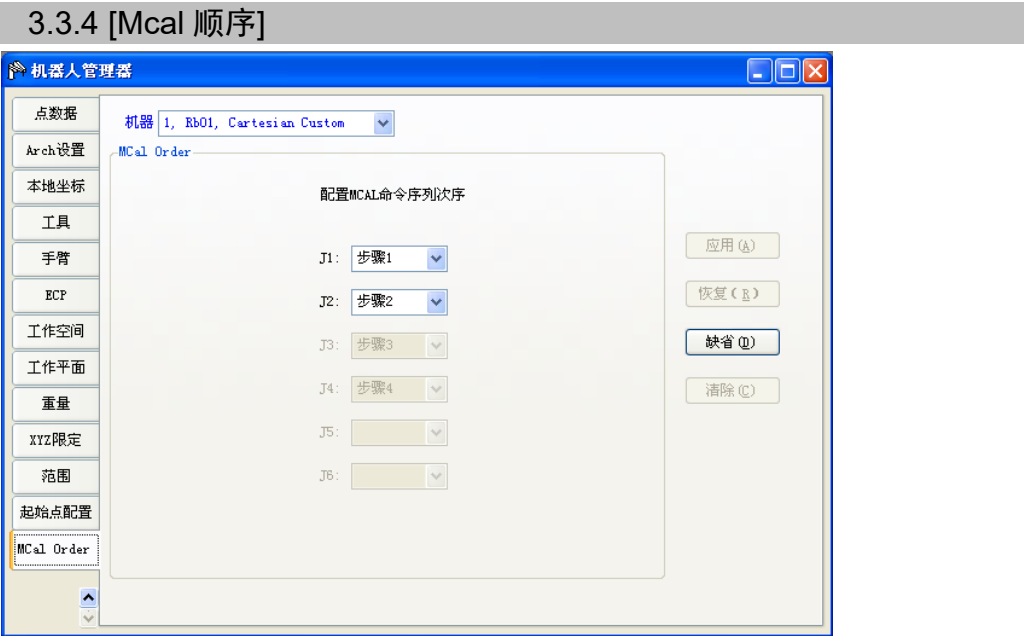 3.3.4 [Mcal 顺序]
机器人管理器
点数据
Arch设置
本地坐标
工具
手臂
ECP
工作空间
工作平面
重量
XYZ限定
范围
起始点配置
MCal Order
机器 1, Rb01, Cartesian Custom
MCal Order
配置MCAL命令序列次序
J1: 步骤1
J2: 步骤2
J3: 步骤3
J4: 步骤4
J5:
J6:
应用(A)
恢复(R)
缺省(D)
清除(C)